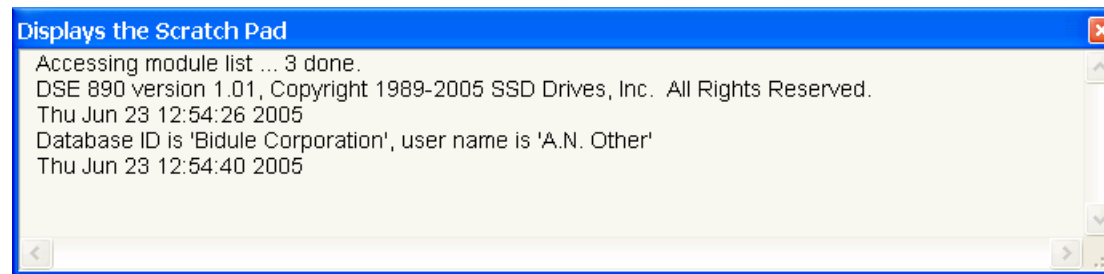 Displays the Scratch Pad
Accessing module list ... 3 done.
DSE 890 version 1.01, Copyright 1989-2005 SSD Drives, Inc.  All Rights Reserved.
Thu Jun 23 12:54:26 2005
Database ID is 'Bidule Corporation', user name is 'A.N. Other'
Thu Jun 23 12:54:40 2005